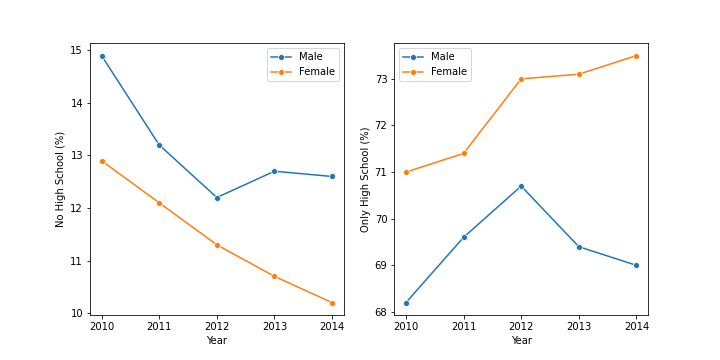 15
14
13
12
11
10
No High School (%)
2010 2011 2012 2013 2014
Year
Male
Female
73
72
71
70
69
68
Only High School (%)
2010 2011 2012 2013 2014
Year
Male
Female